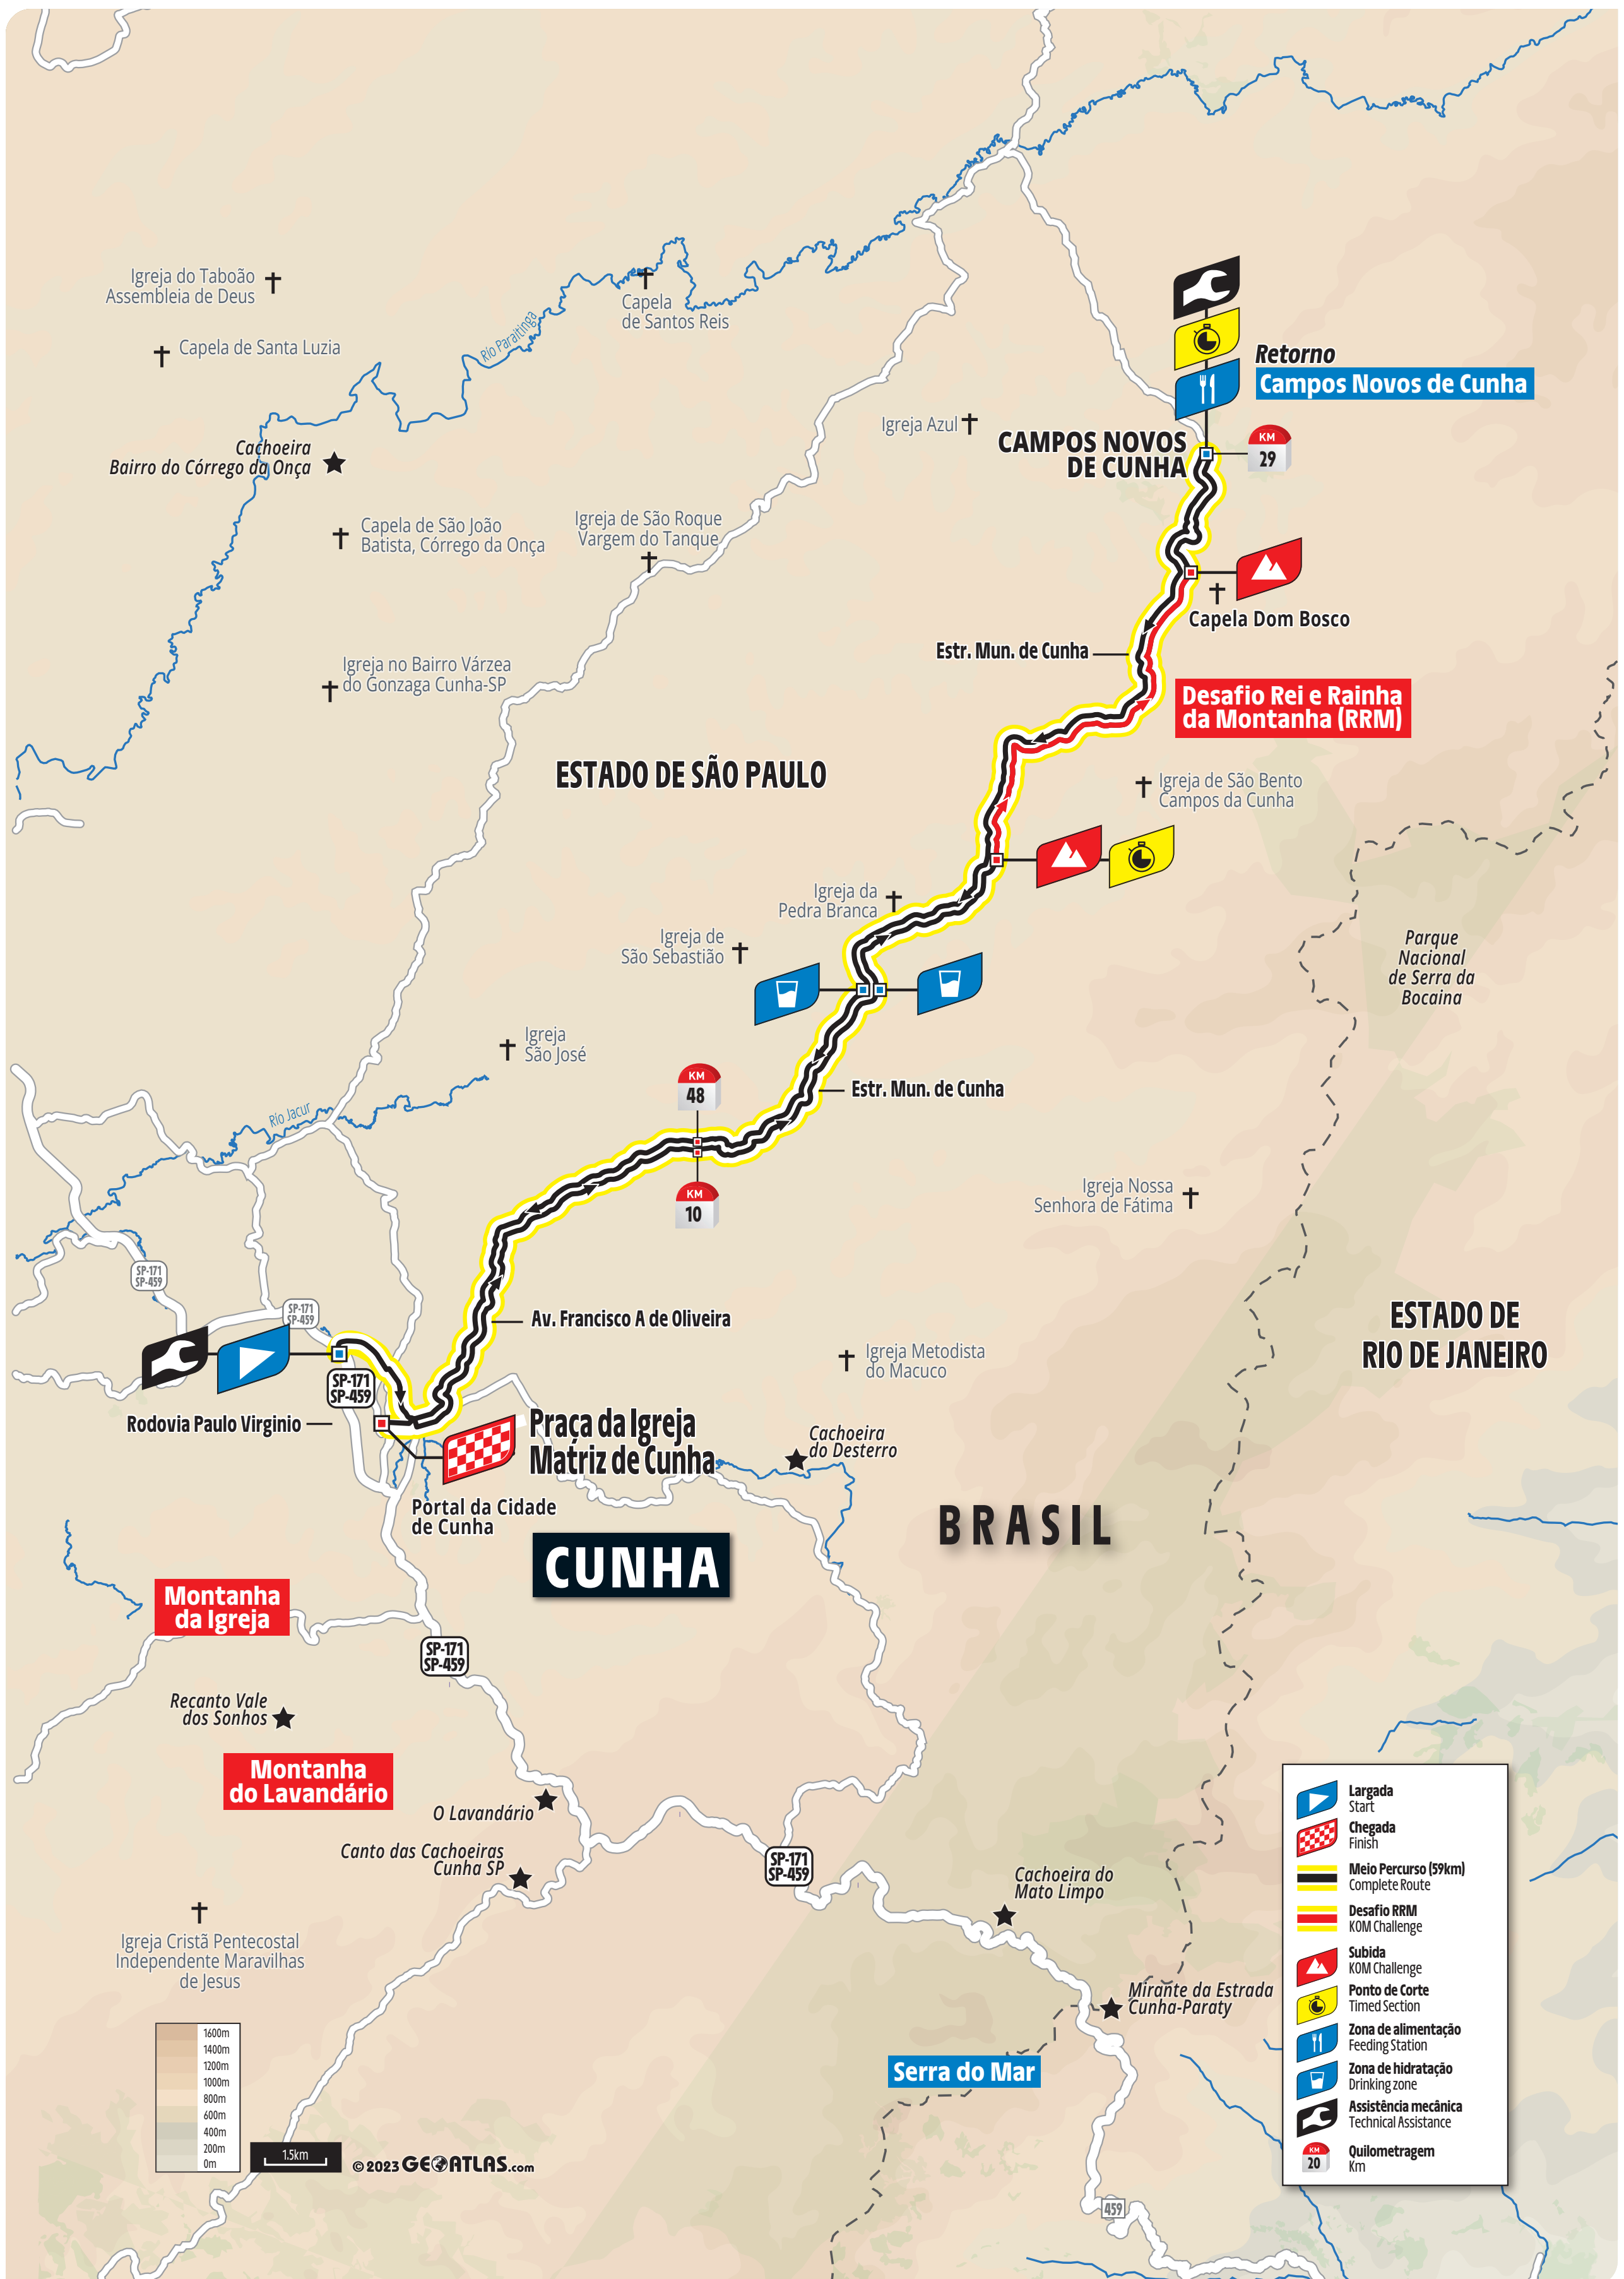 Igreja do Taboão
Assembleia de Deus
Capela de Santa Luzia
Rio Paraitinga
Capela
de Santos Reis
Retorno
Campos Novos de Cunha
Igreja Azul
CAMPOS NOVOS
DE CUNHA
KM
29
Cachoeira
Bairro do Córrego da Onça
Capela de São João
Batista, Córrego da Onça
Igreja de São Roque
Vargem do Tanque
Capela Dom Bosco
Estr. Mun. de Cunha
Igreja no Bairro Várzea
do Gonzaga Cunha-SP
Desafio Rei e Rainha
da Montanha (RRM)
ESTADO DE SÃO PAULO
Igreja de São Bento
Campos da Cunha
Igreja da
Pedra Branca
Igreja de
São Sebastião
Parque
Nacional
de Serra da
Bocaina
Igreja
São José
Estr. Mun. de Cunha
KM
48
Rio Jacur
KM
10
Igreja Nossa
Senhora de Fátima
SP-171
SP-459
SP-171
SP-459
Av. Francisco A de Oliveira
ESTADO DE
RIO DE JANEIRO
Igreja Metodista
do Macuco
SP-171
SP-459
Rodovia Paulo Virginio
Praça da Igreja
Matriz de Cunha
Cachoeira
do Desterro
Portal da Cidade
de Cunha
BRASIL
CUNHA
Montanha
da Igreja
SP-171
SP-459
Recanto Vale
dos Sonhos
Montanha
do Lavandário
O Lavandário
Canto das Cachoeiras
Cunha SP
SP-171
SP-459
Cachoeira do
Mato Limpo
Igreja Cristã Pentecostal
Independente Maravilhas
de Jesus
Mirante da Estrada
Cunha-Paraty
Serra do Mar
459
1600m
1400m
1200m
1000m
800m
600m
400m
200m
0m
1.5km
©2023 GEOATLAS.com
Largada
Start
Chegada
Finish
Meio Percurso (59km)
Complete Route
Desafio RRM
KOM Challenge
Subida
KOM Challenge
Ponto de Corte
Timed Section
Zona de alimentação
Feeding Station
Zona de hidratação
Drinking zone
Assistência mecânica
Technical Assistance
KM
20
Quilometragem
Km